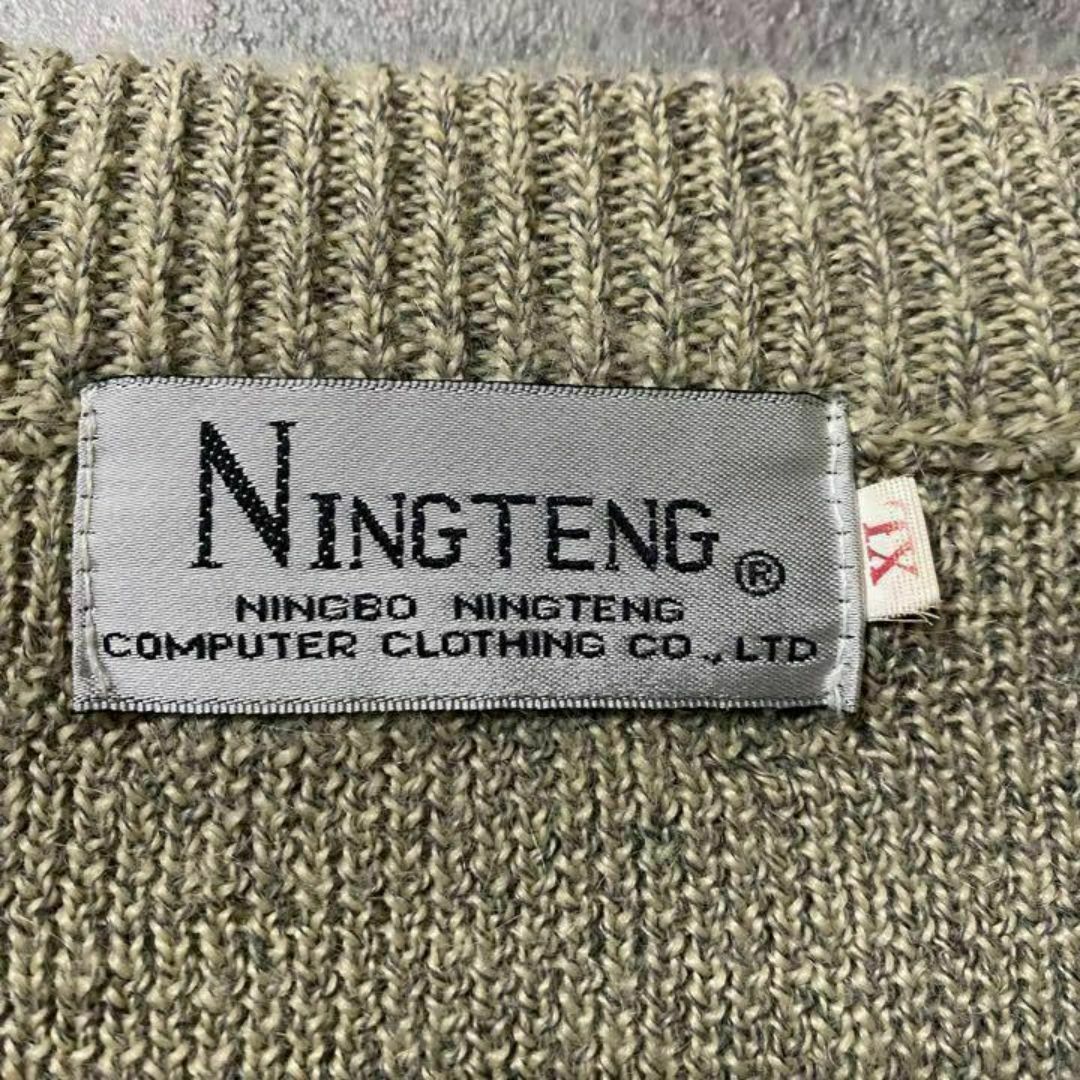 NINGTENG®
NINGBO NINGTENG
COMPUTER CLOTHING CO., LTD
XL